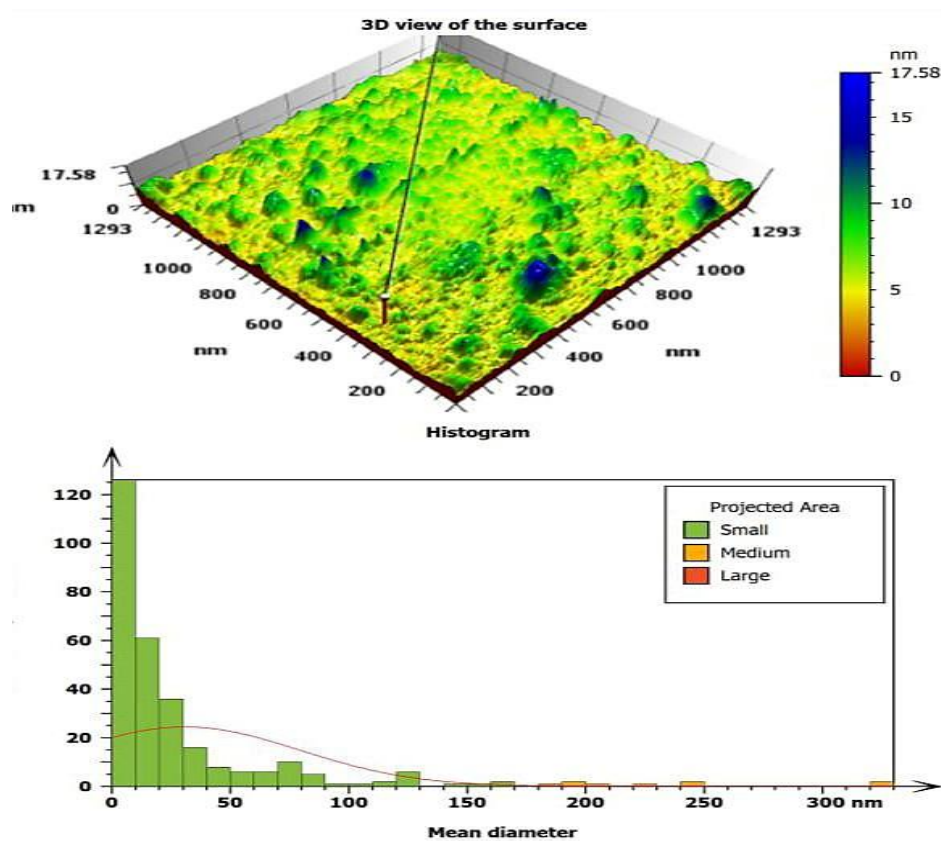 3D view of the surface
nm
17.58
15
10
5
0
17.58
0
1293
1000
800
600
400
200
nm
200
400
600
800
1000
1293
nm
Histogram
120
100
80
60
40
20
0
0 50 100 150 200 250 300 nm
Mean diameter
Projected Area
Small
Medium
Large